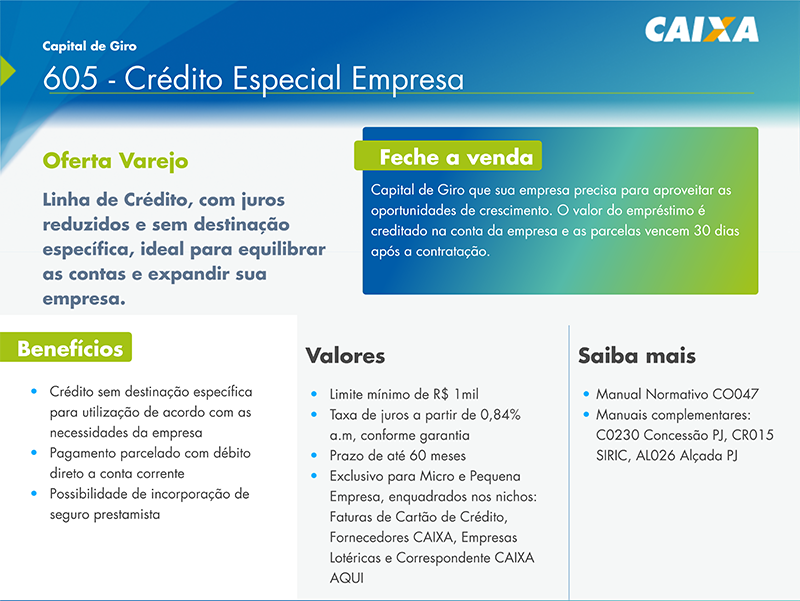 Capital de Giro
CAIXA
605 - Crédito Especial Empresa
Oferta Varejo
Linha de Crédito, com juros
reduzidos e sem destinação
específica, ideal para equilibrar
as contas e expandir sua
empresa.
Feche a venda
Capital de Giro que sua empresa precisa para aproveitar as
oportunidades de crescimento. O valor do empréstimo é
creditado na conta da empresa e as parcelas vencem 30 dias
após a contratação.
Benefícios
• Crédito sem destinação específica
para utilização de acordo com as
necessidades da empresa
• Pagamento parcelado com débito
direto a conta corrente
• Possibilidade de incorporação de
seguro prestamista
Valores
• Limite mínimo de R$ 1mil
• Taxa de juros a partir de 0,84%
a.m, conforme garantia
• Prazo de até 60 meses
• Exclusivo para Micro e Pequena
Empresa, enquadrados nos nichos:
Faturas de Cartão de Crédito,
Fornecedores CAIXA, Empresas
Lotéricas e Correspondente CAIXA
AQUI
Saiba mais
• Manual Normativo CO047
• Manuais complementares:
C0230 Concessão PJ, CR015
SIRIC, AL026 Alçada PJ